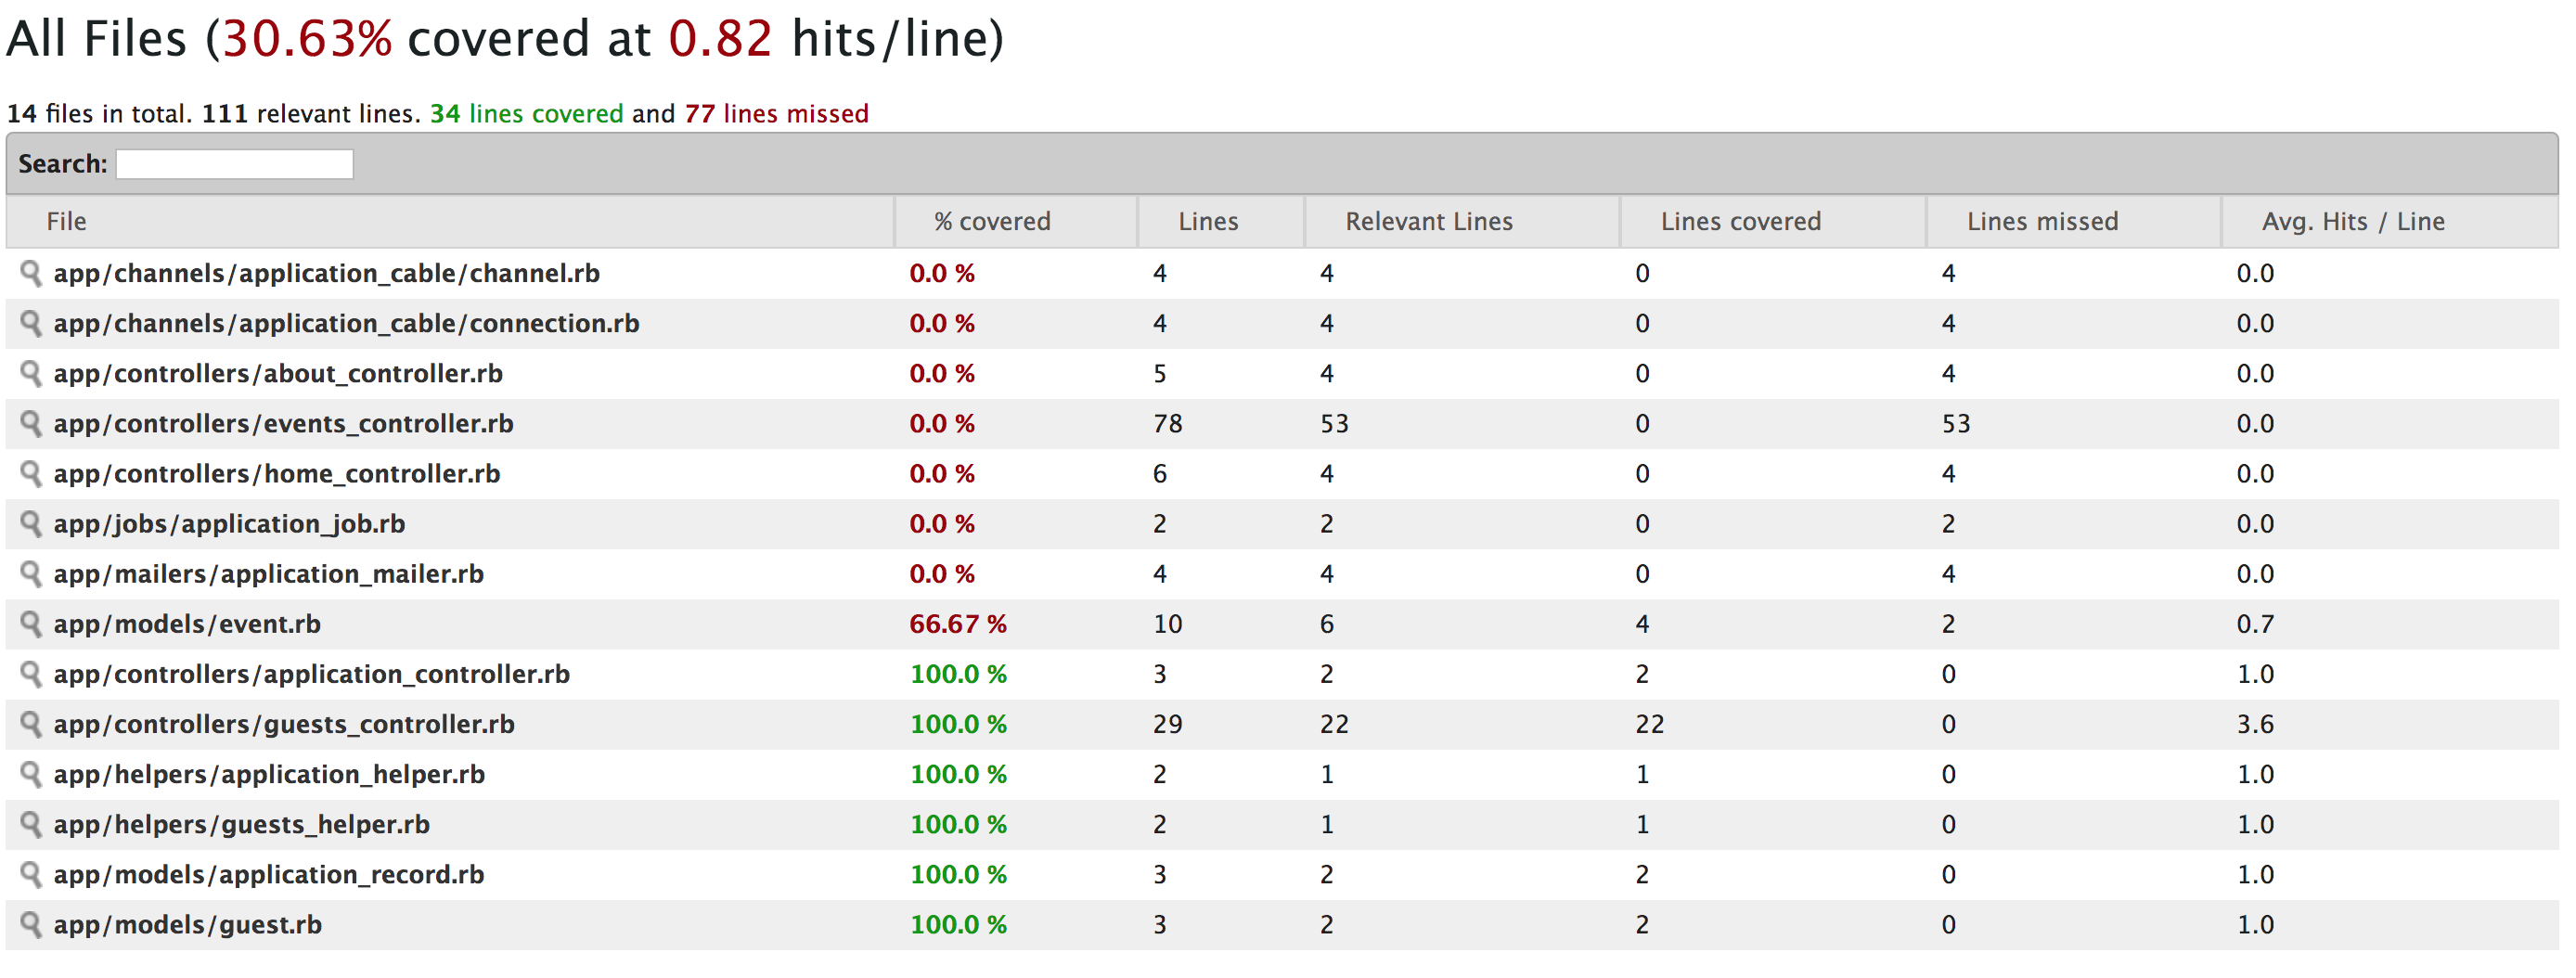 All Files (30.63% covered at 0.82 hits/line)
14 files in total. 111 relevant lines. 34 lines covered and 77 lines missed
Search:
File % covered Lines Relevant Lines Lines covered Lines missed Avg. Hits / Line
app/channels/application_cable/channel.rb 0.0 % 4 4 0 4 0.0
app/channels/application_cable/connection.rb 0.0 % 4 4 0 4 0.0
app/controllers/about_controller.rb 0.0 % 5 4 0 4 0.0
app/controllers/events_controller.rb 0.0 % 78 53 0 53 0.0
app/controllers/home_controller.rb 0.0 % 6 4 0 4 0.0
app/jobs/application_job.rb 0.0 % 2 2 0 2 0.0
app/mailers/application_mailer.rb 0.0 % 4 4 0 4 0.0
app/models/event.rb 66.67 % 10 6 4 2 0.7
app/controllers/application_controller.rb 100.0 % 3 2 2 0 1.0
app/controllers/guests_controller.rb 100.0 % 29 22 22 0 3.6
app/helpers/application_helper.rb 100.0 % 2 1 1 0 1.0
app/helpers/guests_helper.rb 100.0 % 2 1 1 0 1.0
app/models/application_record.rb 100.0 % 3 2 2 0 1.0
app/models/guest.rb 100.0 % 3 2 2 0 1.0